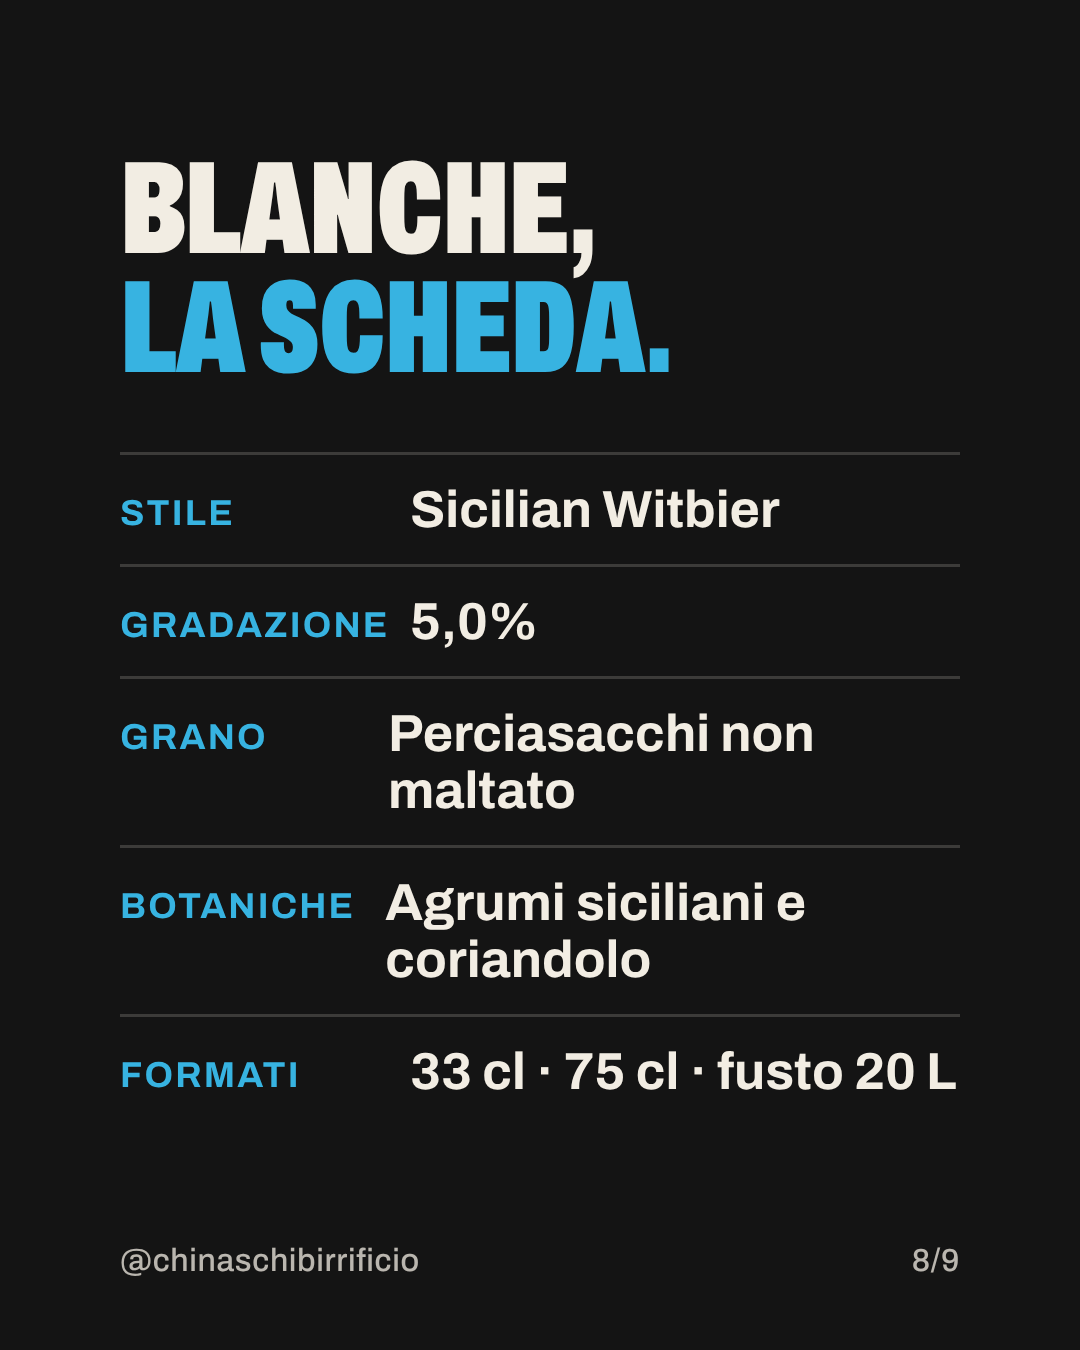 BLANCHE,
LA SCHEDA.
STILE Sicilian Witbier
GRADAZIONE 5,0%
GRANO Perciasacchi non
maltato
BOTANICHE Agrumi siciliani e
coriandolo
FORMATI 33 cl · 75 cl · fusto 20 L
@chinaschibirrificio 8/9